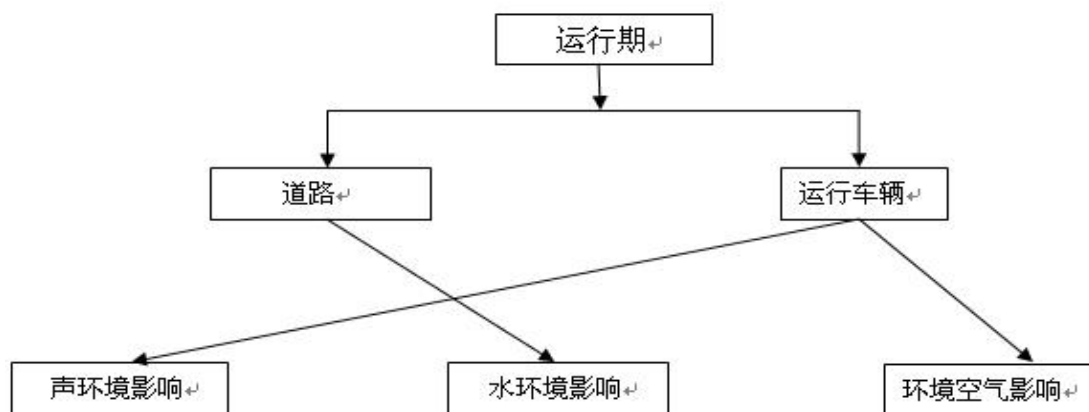 运行期
道路
运行车辆
声环境影响
水环境影响
环境空气影响